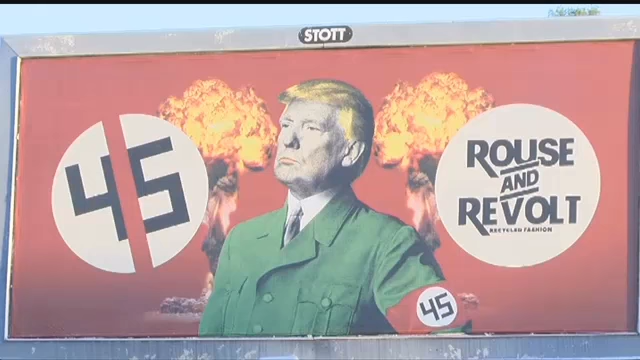 STOTT
45
ROUSE
AND
REVOLT
RECYCLED FASHION
45